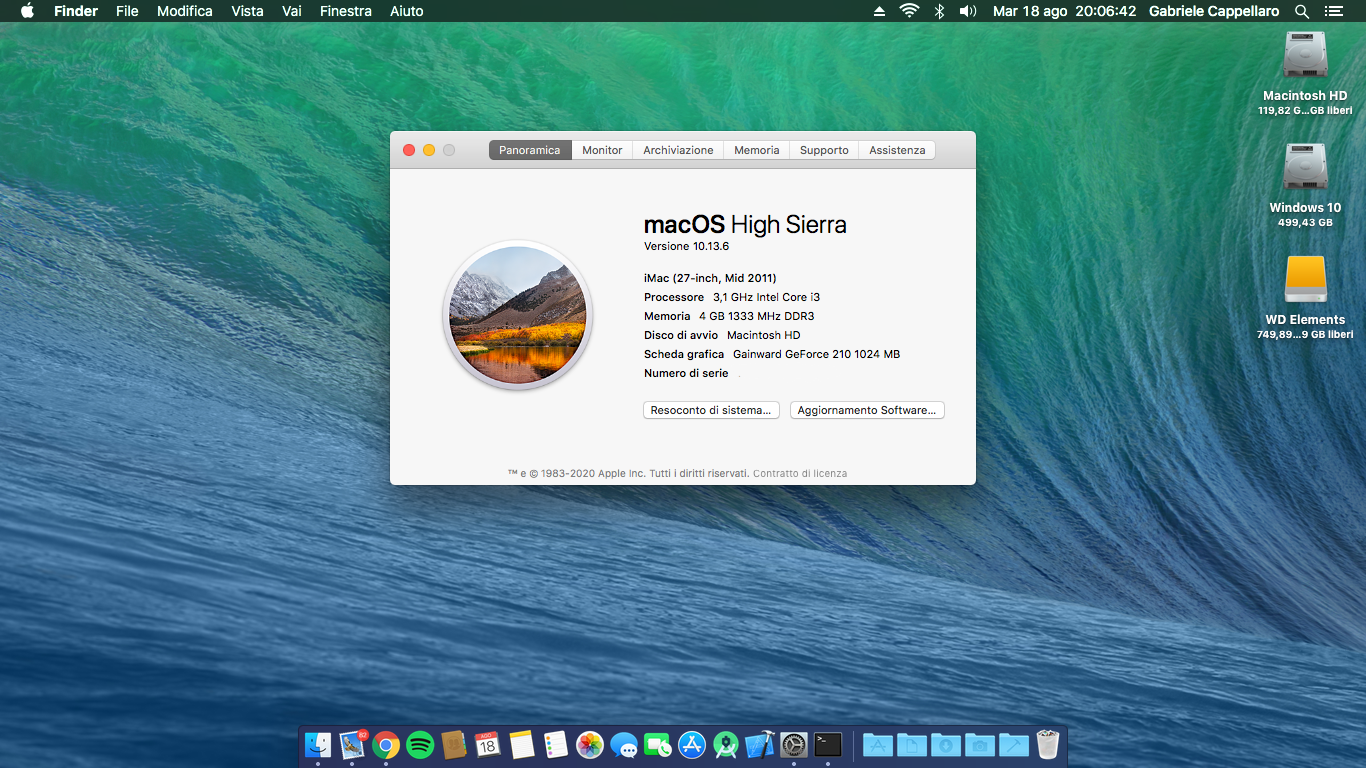 Finder File Modifica Vista Vai Finestra Aiuto Mar 18 ago 20:06:42 Gabriele Cappellaro
Macintosh HD
119,82 G...GB liberi
Windows 10
499,43 GB
WD Elements
749,89...9 GB liberi
Panoramica Monitor Archiviazione Memoria Supporto Assistenza
macOS High Sierra
Versione 10.13.6
iMac (27-inch, Mid 2011)
Processore 3,1 GHz Intel Core i3
Memoria 4 GB 1333 MHz DDR3
Disco di avvio Macintosh HD
Scheda grafica Gainward GeForce 210 1024 MB
Numero di serie
Resoconto di sistema... Aggiornamento Software...
™ e © 1983-2020 Apple Inc. Tutti i diritti riservati. Contratto di licenza
82
AGO
18
>_